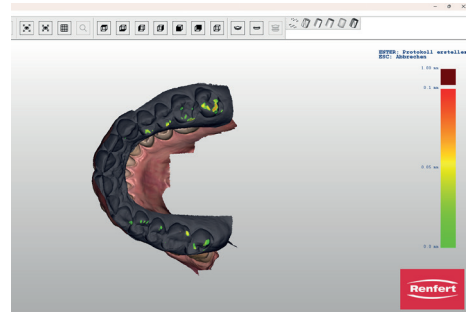 ENTER: Protokoll erstellen
ESC: Abbrechen
1.00 mm
0.1 mm
0.05 mm
0.0 mm
Renfert